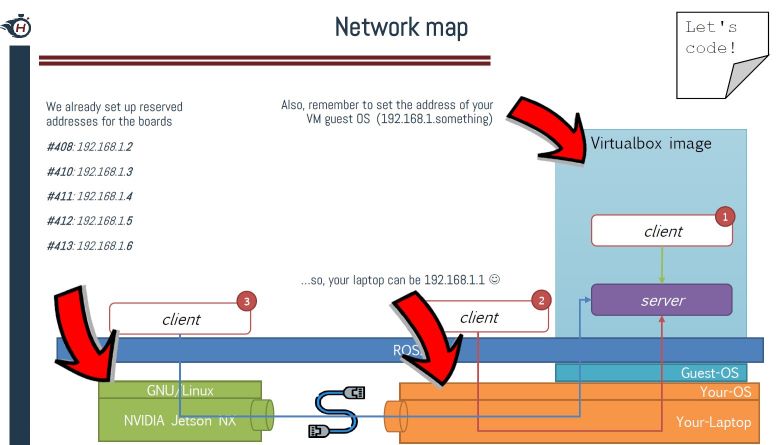 H
Network map
Let's
code!
We already set up reserved
addresses for the boards
#408: 192.168.1.2
#410: 192.168.1.3
#411: 192.168.1.4
#412: 192.168.1.5
#413: 192.168.1.6
Also, remember to set the address of your
VM guest OS (192.168.1.something)
Virtualbox image
1
client
...so, your laptop can be 192.168.1.1 ☺
3
client
2
client
server
ROS
Guest-OS
GNU/Linux
Your-OS
NVIDIA Jetson NX
Your-Laptop